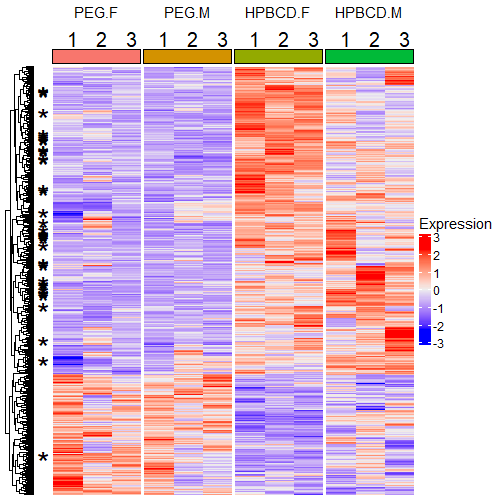 PEG.F PEG.M HPBCD.F HPBCD.M
1 2 3 1 2 3 1 2 3 1 2 3
Expression
3
2
1
0
-1
-2
-3